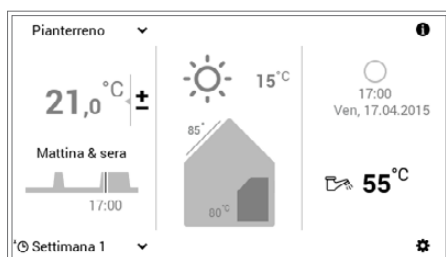 Pianterreno
21,0°C ±
Mattina & sera
17:00
Settimana 1
15°C
85°
80°C
17:00
Ven, 17.04.2015
55°C